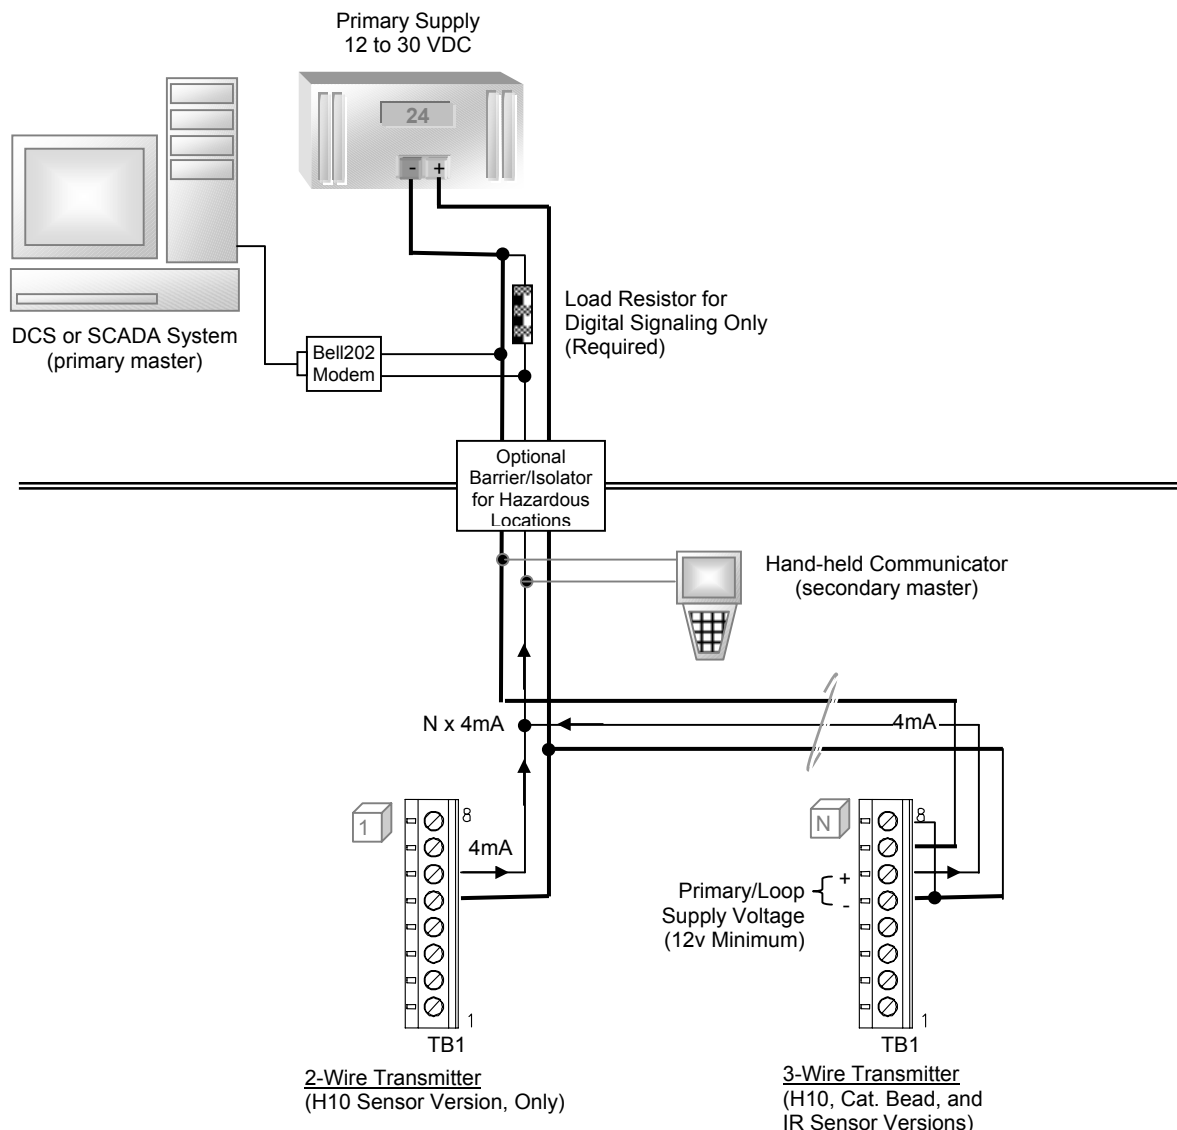 Primary Supply
12 to 30 VDC
24
- +
DCS or SCADA System
(primary master)
Bell202
Modem
Load Resistor for
Digital Signaling Only
(Required)
Optional
Barrier/Isolator
for Hazardous
Locations
Hand-held Communicator
(secondary master)
N x 4mA
4mA
1
8
4mA
1
TB1
2-Wire Transmitter
(H10 Sensor Version, Only)
N
8
Primary/Loop
Supply Voltage
(12v Minimum)
+
-
1
TB1
3-Wire Transmitter
(H10, Cat. Bead, and
IR Sensor Versions)